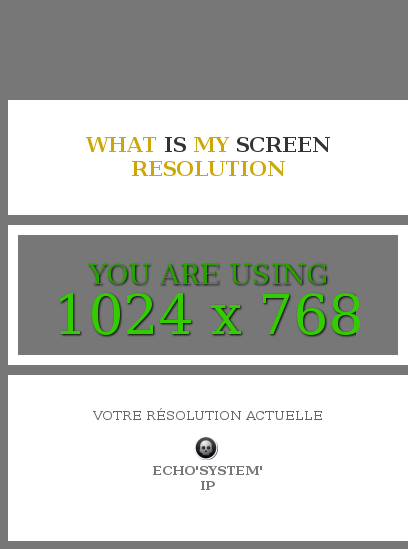 WHAT IS MY SCREEN
RESOLUTION
YOU ARE USING
1024 x 768
VOTRE RÉSOLUTION ACTUELLE
ECHO'SYSTEM'
IP